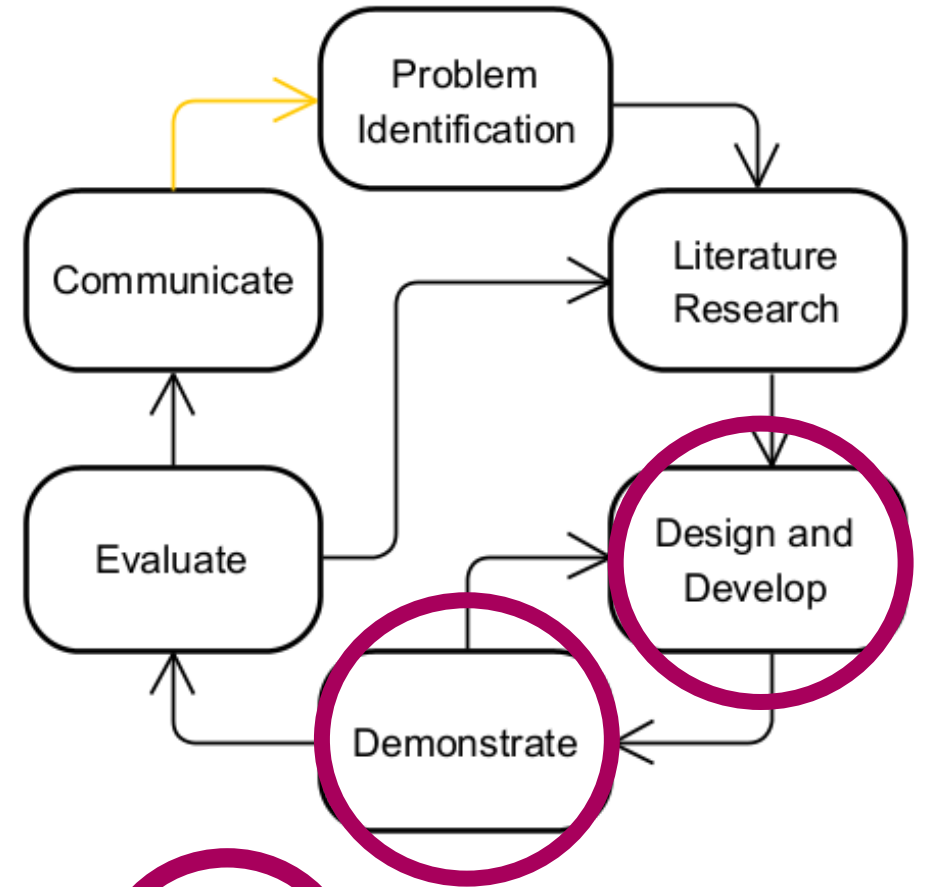 Problem
Identification
Literature
Research
Communicate
Design and
Develop
Evaluate
Demonstrate